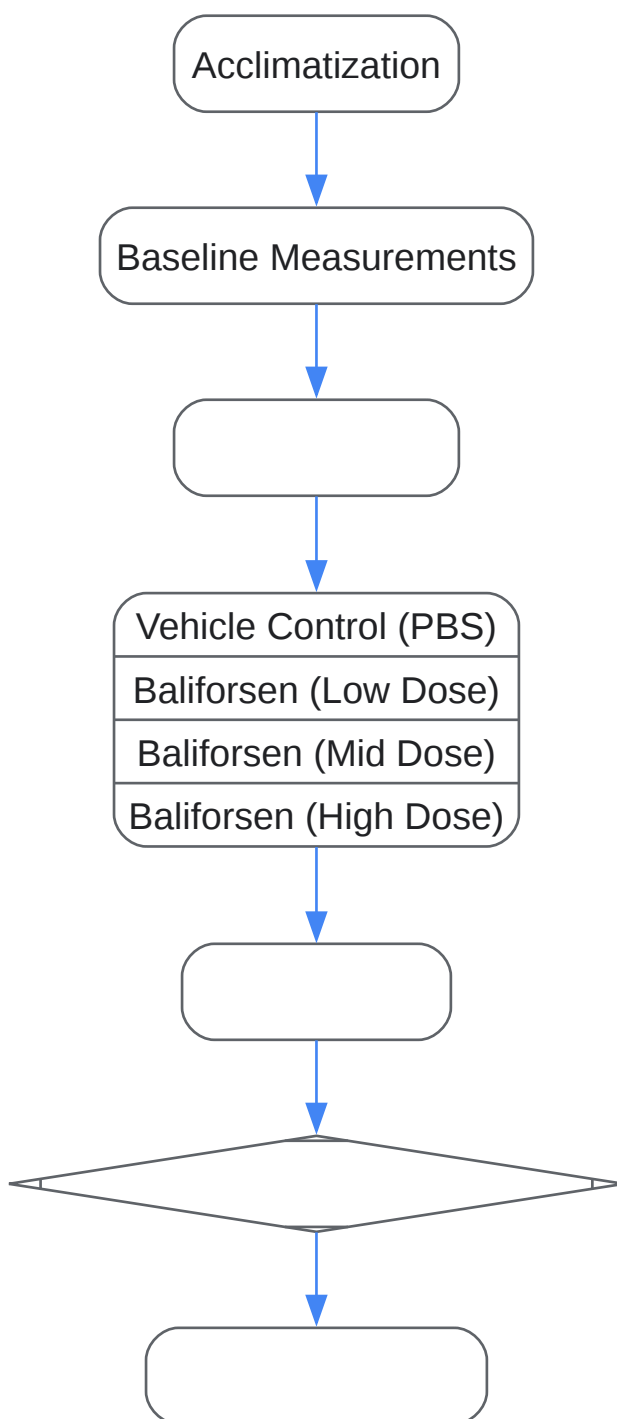 Acclimatization
Baseline Measurements
Vehicle Control (PBS)
Baliforsen (Low Dose)
Baliforsen (Mid Dose)
Baliforsen (High Dose)